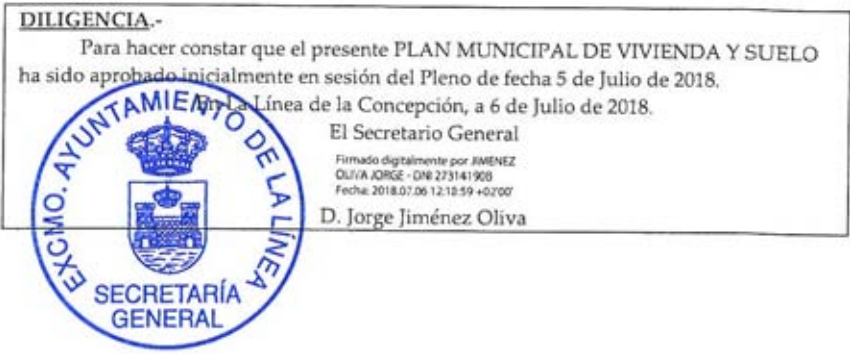 DILIGENCIA.-
Para hacer constar que el presente PLAN MUNICIPAL DE VIVIENDA Y SUELO
ha sido aprobado inicialmente en sesión del Pleno de fecha 5 de Julio de 2018.
En La Línea de la Concepción, a 6 de Julio de 2018.
El Secretario General
Firmado digitalmente por JIMENEZ
OLIVA JORGE - DNI 27314190B
Fecha: 2018.07.06 12:18:59 +02'00'
D. Jorge Jiménez Oliva
EXCMO. AYUNTAMIENTO DE LA LÍNEA
SECRETARÍA
GENERAL